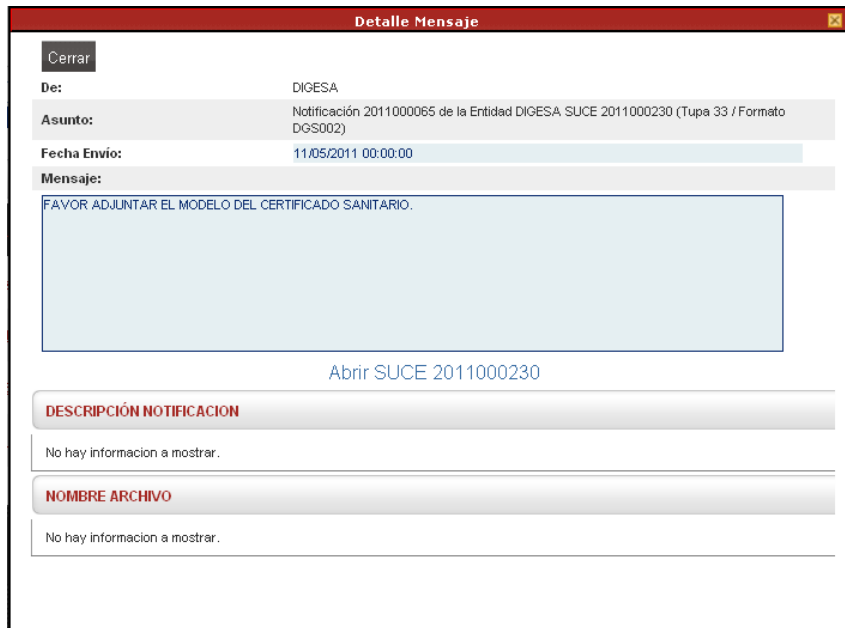 Detalle Mensaje
Cerrar
De: DIGESA
Asunto: Notificación 2011000065 de la Entidad DIGESA SUCE 2011000230 (Tupa 33 / Formato
DGS002)
Fecha Envío: 11/05/2011 00:00:00
Mensaje:
FAVOR ADJUNTAR EL MODELO DEL CERTIFICADO SANITARIO.
Abrir SUCE 2011000230
DESCRIPCIÓN NOTIFICACION
No hay informacion a mostrar.
NOMBRE ARCHIVO
No hay informacion a mostrar.